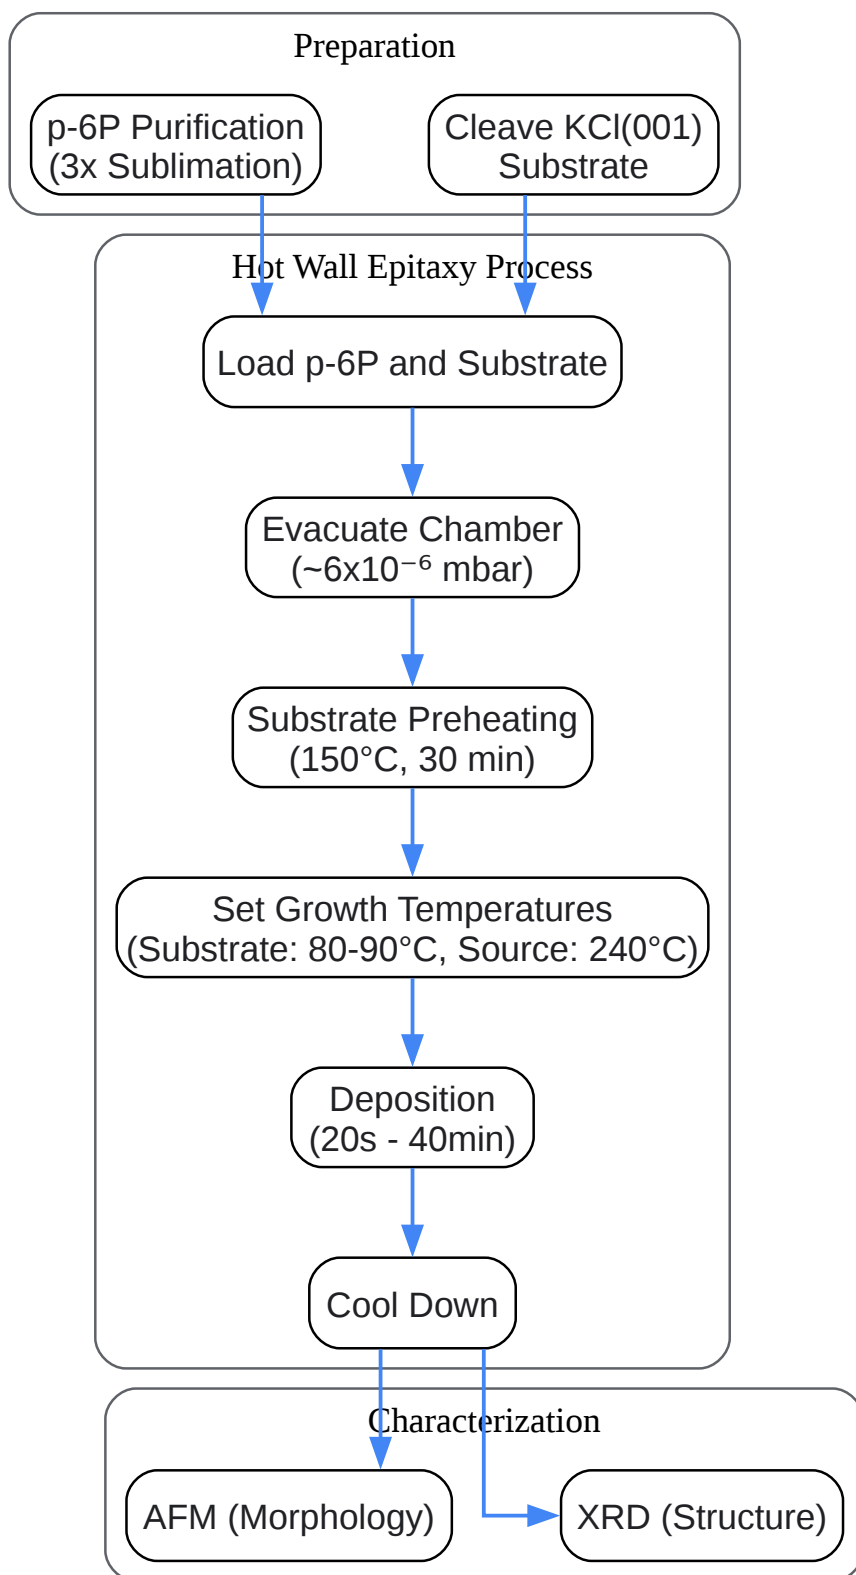 Preparation
p-6P Purification
(3x Sublimation)
Cleave KCl(001)
Substrate
Hot Wall Epitaxy Process
Load p-6P and Substrate
Evacuate Chamber
(~6x10⁻⁶ mbar)
Substrate Preheating
(150°C, 30 min)
Set Growth Temperatures
(Substrate: 80-90°C, Source: 240°C)
Deposition
(20s - 40min)
Cool Down
Characterization
AFM (Morphology)
XRD (Structure)